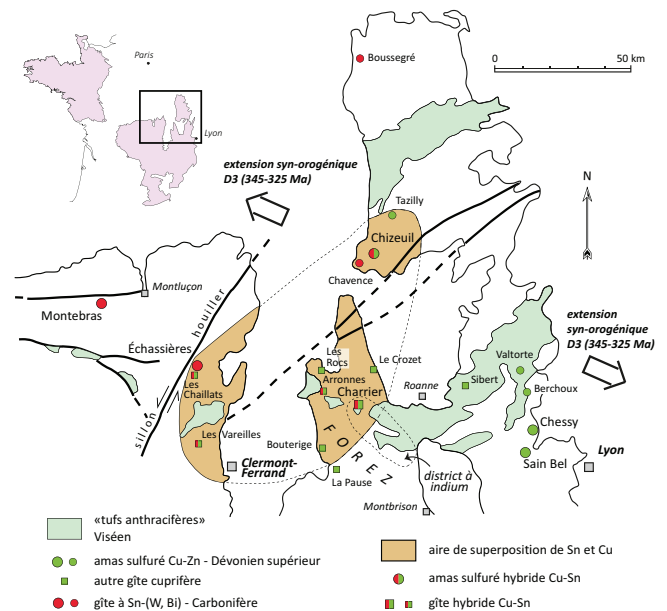 Paris
Lyon
Boussegré
0
50 km
extension syn-orogénique
D3 (345-325 Ma)
N
Tazilly
Chizeuil
Chavence
Montluçon
Montebras
Échassières
sillon houiller
Les Chaillats
Les Vareilles
Clermont-Ferrand
Les Rocs
Arronnes
Le Crozet
Charrier
FOREZ
Bouterige
La Pause
Roanne
Montbrison
district à indium
Sibert
Valtorte
Berchoux
Chessy
Sain Bel
Lyon
extension
syn-orogénique
D3 (345-325 Ma)
«tufs anthracifères»
Viséen
amas sulfuré Cu-Zn - Dévonien supérieur
autre gîte cuprifère
gîte à Sn-(W, Bi) - Carbonifère
aire de superposition de Sn et Cu
amas sulfuré hybride Cu-Sn
gîte hybride Cu-Sn